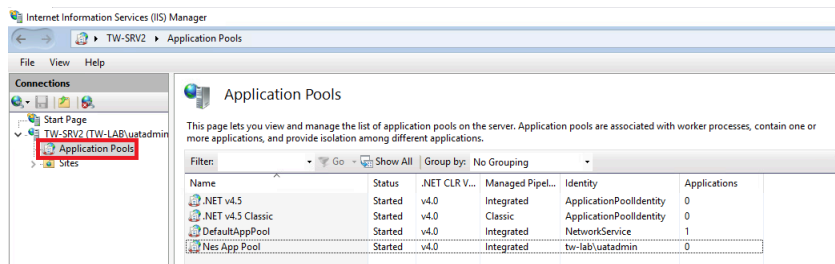 Internet Information Services (IIS) Manager
TW-SRV2 Application Pools
File View Help
Connections
Start Page
TW-SRV2 (TW-LAB\uatadmin
Application Pools
Sites
Application Pools
This page lets you view and manage the list of application pools on the server. Application pools are associated with worker processes, contain one or
more applications, and provide isolation among different applications.
Filter: Go Show All Group by: No Grouping
Name Status .NET CLR V... Managed Pipel... Identity Applications
.NET v4.5 Started v4.0 Integrated ApplicationPoolIdentity 0
.NET v4.5 Classic Started v4.0 Classic ApplicationPoolIdentity 0
DefaultAppPool Started v4.0 Integrated NetworkService 1
Nes App Pool Started v4.0 Integrated tw-lab\uatadmin 0